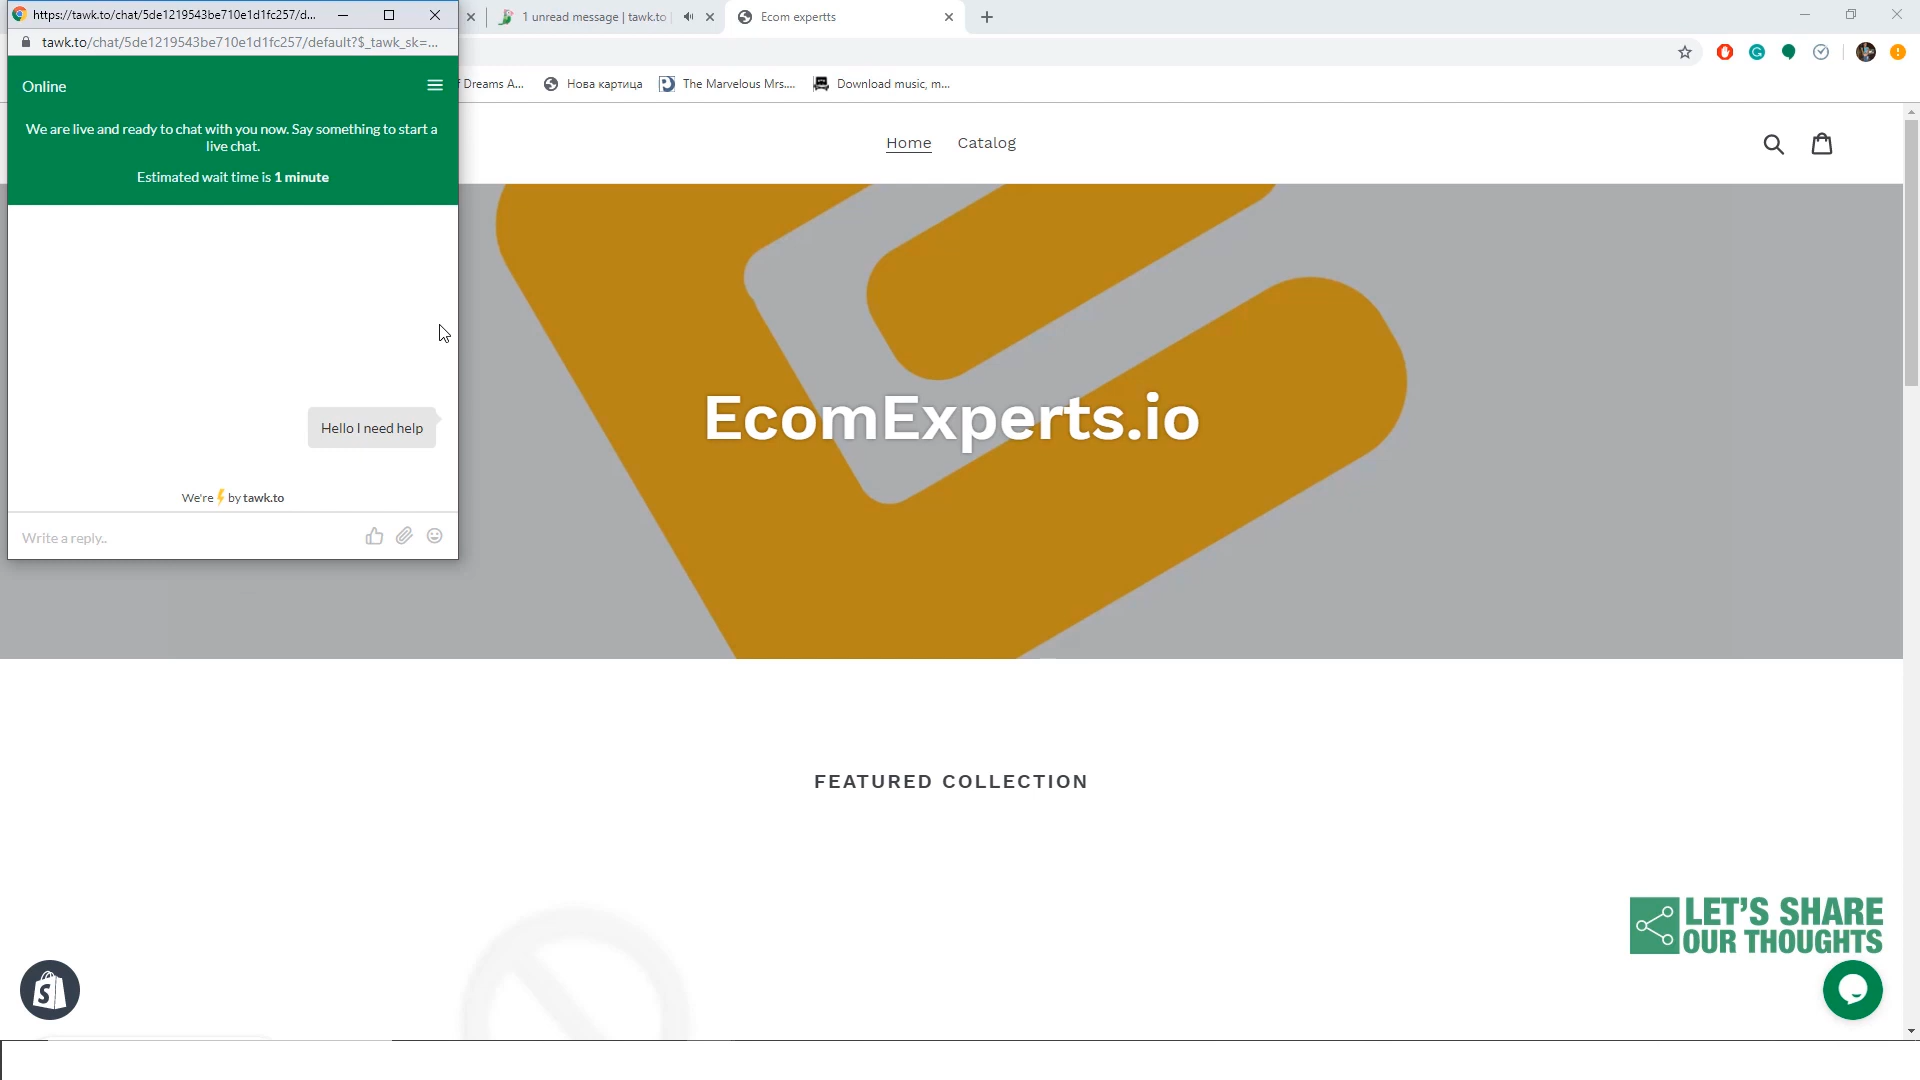 https://tawk.to/chat/5de1219543be710e1d1fc257/d...
1 unread message | tawk.to
Ecom expertts
tawk.to/chat/5de1219543be710e1d1fc257/default?$_tawk_sk=...
f Dreams A...
Нова картица
The Marvelous Mrs....
Download music, m...
Online
We are live and ready to chat with you now. Say something to start a
live chat.
Estimated wait time is 1 minute
Home
Catalog
EcomExperts.io
Hello I need help
We're by tawk.to
Write a reply..
FEATURED COLLECTION
LET'S SHARE
OUR THOUGHTS